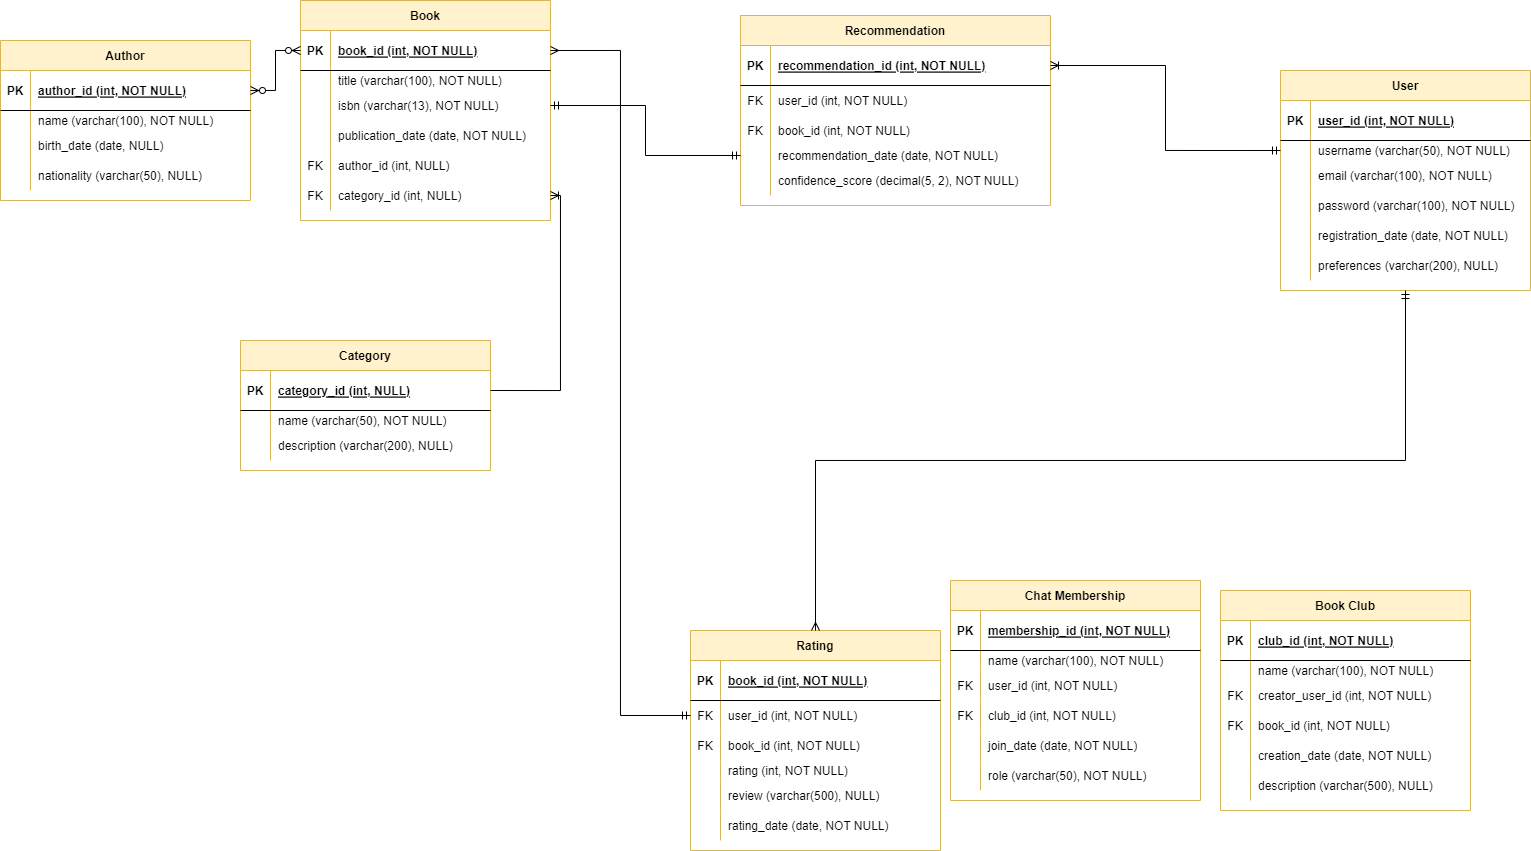 Author
PK author_id (int, NOT NULL)
name (varchar(100), NOT NULL)
birth_date (date, NULL)
nationality (varchar(50), NULL)
Book
PK book_id (int, NOT NULL)
title (varchar(100), NOT NULL)
isbn (varchar(13), NOT NULL)
publication_date (date, NOT NULL)
FK author_id (int, NULL)
FK category_id (int, NULL)
Recommendation
PK recommendation_id (int, NOT NULL)
FK user_id (int, NOT NULL)
FK book_id (int, NOT NULL)
recommendation_date (date, NOT NULL)
confidence_score (decimal(5, 2), NOT NULL)
User
PK user_id (int, NOT NULL)
username (varchar(50), NOT NULL)
email (varchar(100), NOT NULL)
password (varchar(100), NOT NULL)
registration_date (date, NOT NULL)
preferences (varchar(200), NULL)
Category
PK category_id (int, NULL)
name (varchar(50), NOT NULL)
description (varchar(200), NULL)
Rating
PK book_id (int, NOT NULL)
FK user_id (int, NOT NULL)
FK book_id (int, NOT NULL)
rating (int, NOT NULL)
review (varchar(500), NULL)
rating_date (date, NOT NULL)
Chat Membership
PK membership_id (int, NOT NULL)
name (varchar(100), NOT NULL)
FK user_id (int, NOT NULL)
FK club_id (int, NOT NULL)
join_date (date, NOT NULL)
role (varchar(50), NOT NULL)
Book Club
PK club_id (int, NOT NULL)
name (varchar(100), NOT NULL)
FK creator_user_id (int, NOT NULL)
FK book_id (int, NOT NULL)
creation_date (date, NOT NULL)
description (varchar(500), NULL)